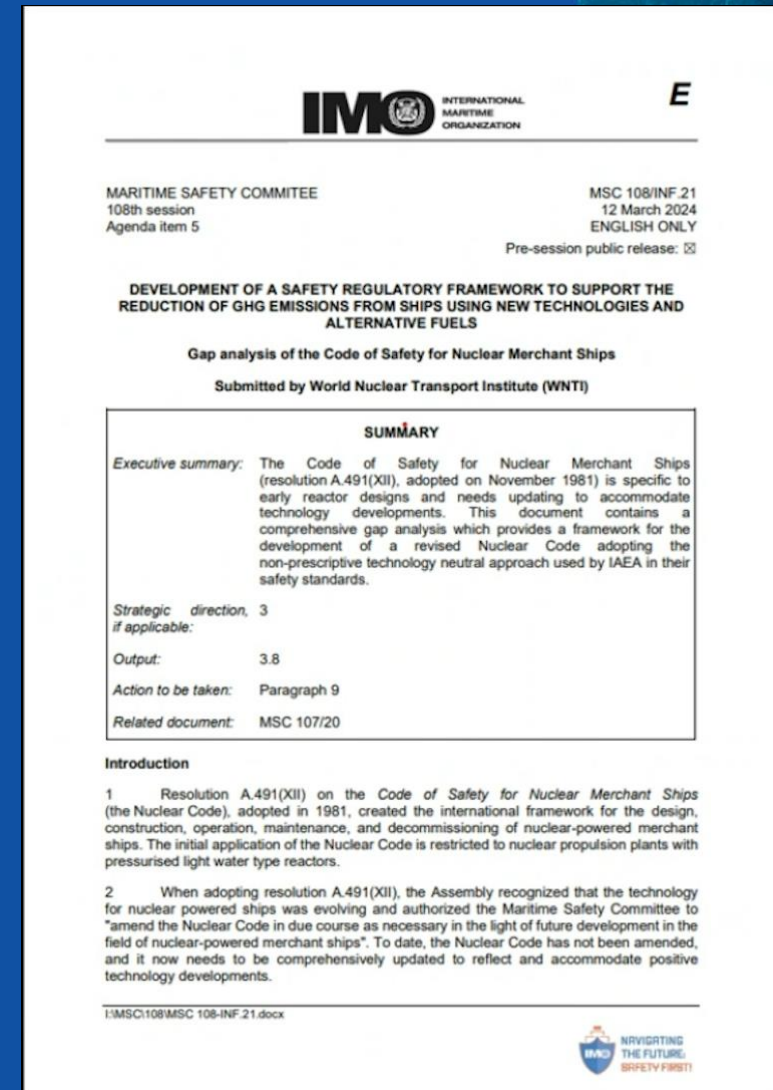 IMO INTERNATIONAL
MARITIME
ORGANIZATION
E
MARITIME SAFETY COMMITEE
108th session
Agenda item 5
MSC 108/INF.21
12 March 2024
ENGLISH ONLY
Pre-session public release: ☒
DEVELOPMENT OF A SAFETY REGULATORY FRAMEWORK TO SUPPORT THE
REDUCTION OF GHG EMISSIONS FROM SHIPS USING NEW TECHNOLOGIES AND
ALTERNATIVE FUELS
Gap analysis of the Code of Safety for Nuclear Merchant Ships
Submitted by World Nuclear Transport Institute (WNTI)
SUMMARY
Executive summary: The Code of Safety for Nuclear Merchant Ships
(resolution A.491(XII), adopted on November 1981) is specific to
early reactor designs and needs updating to accommodate
technology developments. This document contains a
comprehensive gap analysis which provides a framework for the
development of a revised Nuclear Code adopting the
non-prescriptive technology neutral approach used by IAEA in their
safety standards.
Strategic direction, 3
if applicable:
Output: 3.8
Action to be taken: Paragraph 9
Related document: MSC 107/20
Introduction
1 Resolution A.491(XII) on the Code of Safety for Nuclear Merchant Ships
(the Nuclear Code), adopted in 1981, created the international framework for the design,
construction, operation, maintenance, and decommissioning of nuclear-powered merchant
ships. The initial application of the Nuclear Code is restricted to nuclear propulsion plants with
pressurised light water type reactors.
2 When adopting resolution A.491(XII), the Assembly recognized that the technology
for nuclear powered ships was evolving and authorized the Maritime Safety Committee to
"amend the Nuclear Code in due course as necessary in the light of future development in the
field of nuclear-powered merchant ships". To date, the Nuclear Code has not been amended,
and it now needs to be comprehensively updated to reflect and accommodate positive
technology developments.
I:\MSC\108\MSC 108-INF.21.docx
IMO
NAVIGATING
THE FUTURE:
SAFETY FIRST!